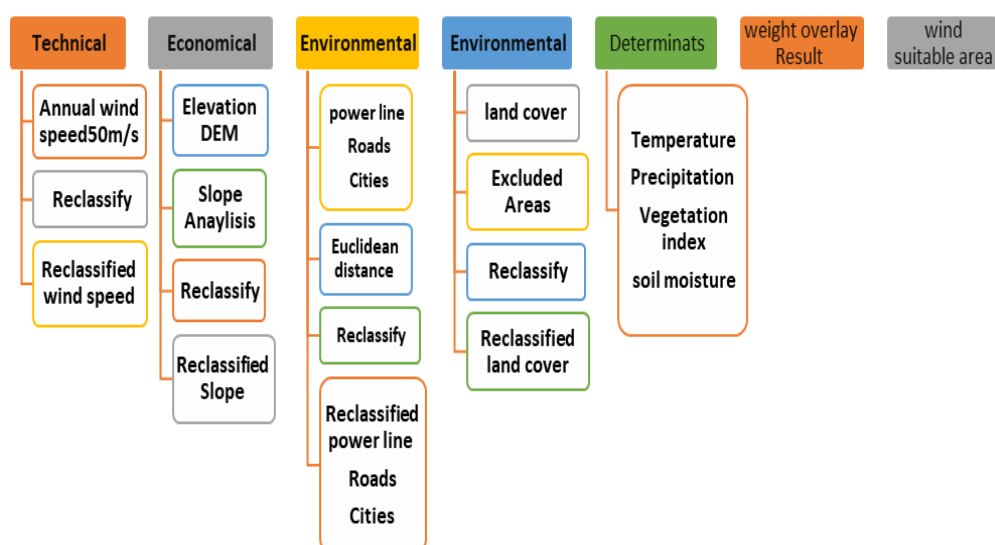 Technical
Annual wind
speed50m/s
Reclassify
Reclassified
wind speed
Economical
Elevation
DEM
Slope
Anaylisis
Reclassify
Reclassified
Slope
Environmental
power line
Roads
Cities
Euclidean
distance
Reclassify
Reclassified
power line
Roads
Cities
Environmental
land cover
Excluded
Areas
Reclassify
Reclassified
land cover
Determinats
Temperature
Precipitation
Vegetation
index
soil moisture
weight overlay
Result
wind
suitable area